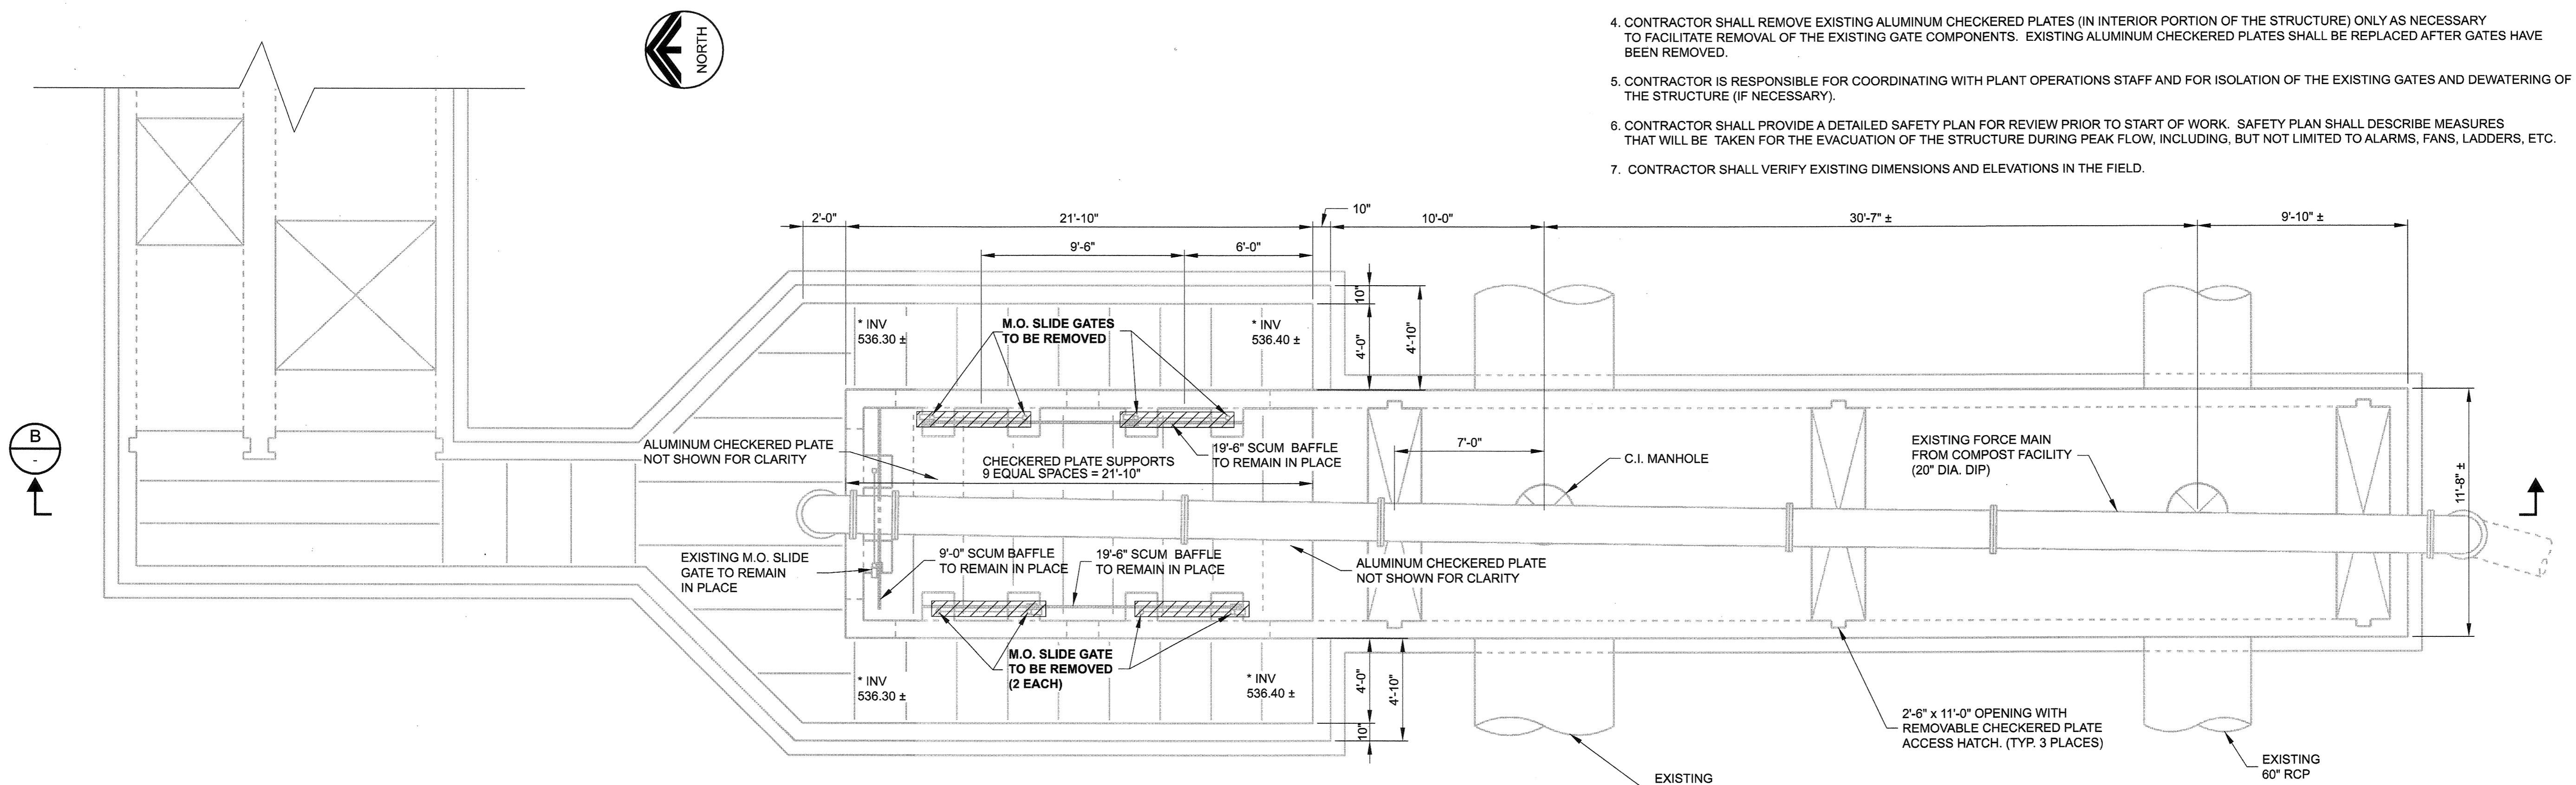 NORTH
4. CONTRACTOR SHALL REMOVE EXISTING ALUMINUM CHECKERED PLATES (IN INTERIOR PORTION OF THE STRUCTURE) ONLY AS NECESSARY
TO FACILITATE REMOVAL OF THE EXISTING GATE COMPONENTS. EXISTING ALUMINUM CHECKERED PLATES SHALL BE REPLACED AFTER GATES HAVE
BEEN REMOVED.
5. CONTRACTOR IS RESPONSIBLE FOR COORDINATING WITH PLANT OPERATIONS STAFF AND FOR ISOLATION OF THE EXISTING GATES AND DEWATERING OF
THE STRUCTURE (IF NECESSARY).
6. CONTRACTOR SHALL PROVIDE A DETAILED SAFETY PLAN FOR REVIEW PRIOR TO START OF WORK. SAFETY PLAN SHALL DESCRIBE MEASURES
THAT WILL BE TAKEN FOR THE EVACUATION OF THE STRUCTURE DURING PEAK FLOW, INCLUDING, BUT NOT LIMITED TO ALARMS, FANS, LADDERS, ETC.
7. CONTRACTOR SHALL VERIFY EXISTING DIMENSIONS AND ELEVATIONS IN THE FIELD.
2'-0"
21'-10"
10"
10'-0"
30'-7" ±
9'-10" ±
9'-6"
6'-0"
10"
4'-0"
4'-10"
* INV
536.30 ±
M.O. SLIDE GATES
TO BE REMOVED
* INV
536.40 ±
B
-
ALUMINUM CHECKERED PLATE
NOT SHOWN FOR CLARITY
CHECKERED PLATE SUPPORTS
9 EQUAL SPACES = 21'-10"
19'-6" SCUM BAFFLE
TO REMAIN IN PLACE
7'-0"
C.I. MANHOLE
EXISTING FORCE MAIN
FROM COMPOST FACILITY
(20" DIA. DIP)
11'-8" ±
EXISTING M.O. SLIDE
GATE TO REMAIN
IN PLACE
9'-0" SCUM BAFFLE
TO REMAIN IN PLACE
19'-6" SCUM BAFFLE
TO REMAIN IN PLACE
ALUMINUM CHECKERED PLATE
NOT SHOWN FOR CLARITY
M.O. SLIDE GATE
TO BE REMOVED
(2 EACH)
* INV
536.30 ±
* INV
536.40 ±
4'-0"
4'-10"
10"
2'-6" x 11'-0" OPENING WITH
REMOVABLE CHECKERED PLATE
ACCESS HATCH. (TYP. 3 PLACES)
EXISTING
EXISTING
60" RCP